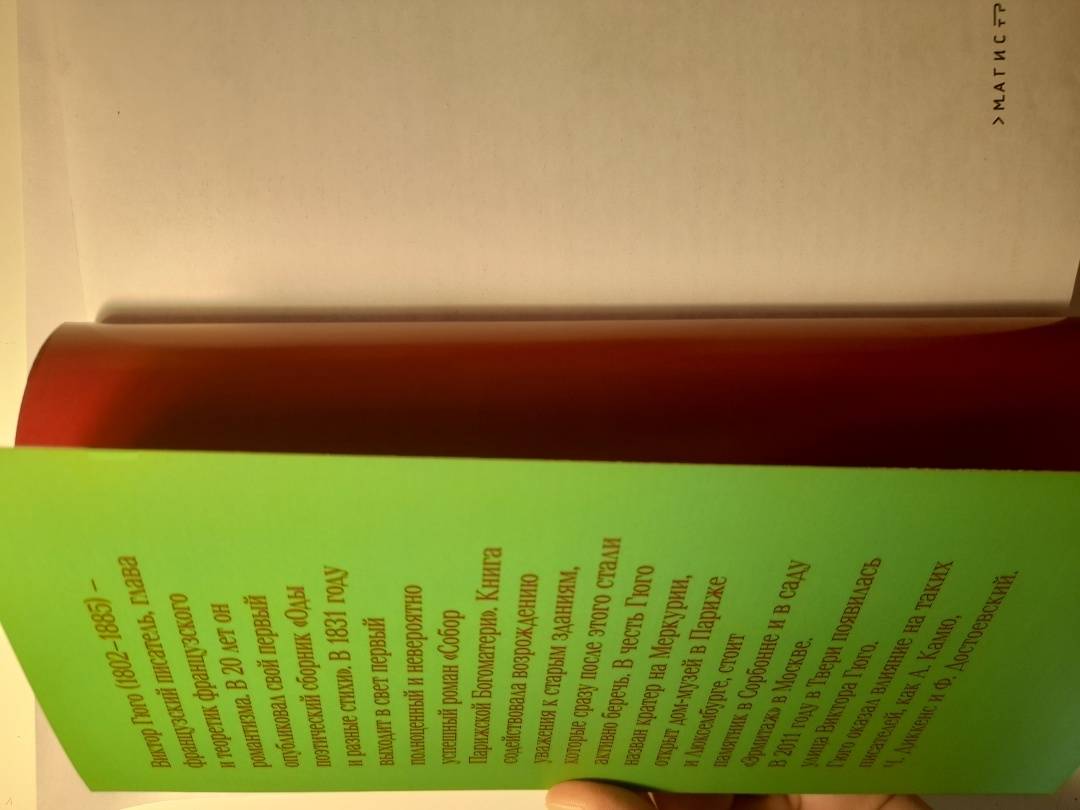 Виктор Гюго (1802–1885) –
французский писатель, глава
и теоретик французского
романтизма. В 20 лет он
опубликовал свой первый
поэтический сборник «Оды
и разные стихи». В 1831 году
выходит в свет первый
полноценный и невероятно
успешный роман «Собор
Парижской Богоматери». Книга
содействовала возрождению
уважения к старым зданиям,
которые сразу после этого стали
активно беречь. В честь Гюго
назван кратер на Меркурии,
открыт дом-музей в Париже
и Люксембурге, стоит
памятник в Сорбонне и в саду
«Эрмитаж» в Москве.
В 2011 году в Твери появилась
улица Виктора Гюго.
Гюго оказал влияние на таких
писателей, как А. Камю,
Ч. Диккенс и Ф. Достоевский.
>МАГИСТР